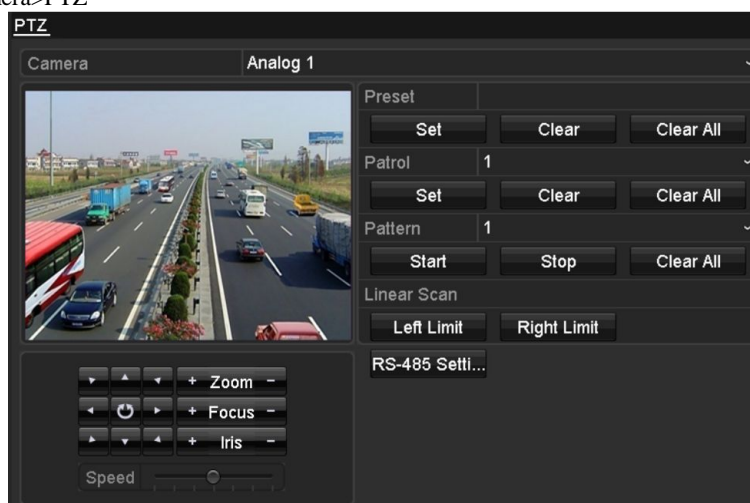 PTZ
Camera Analog 1
Preset
Set Clear Clear All
Patrol 1
Set Clear Clear All
Pattern 1
Start Stop Clear All
Linear Scan
Left Limit Right Limit
RS-485 Setti...
+ Zoom -
+ Focus -
+ Iris -
Speed